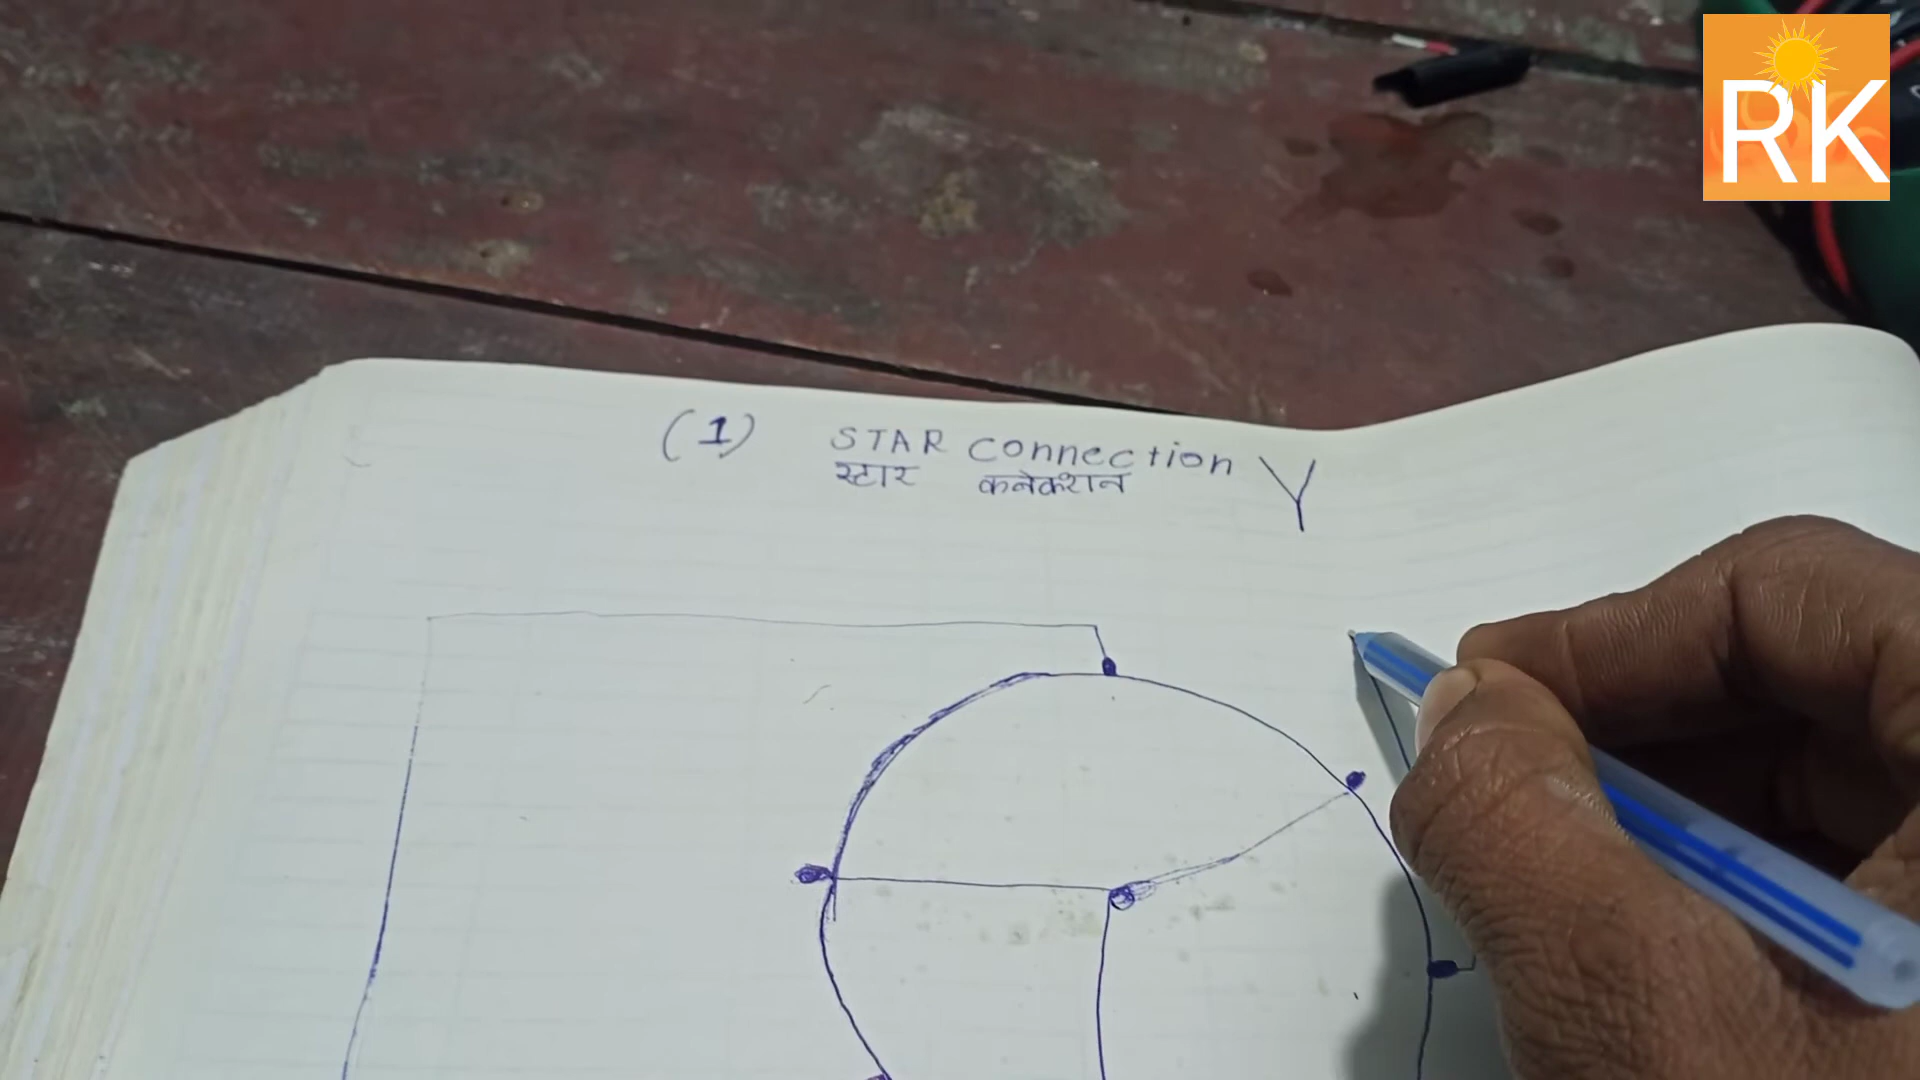 RK
(1) STAR Connection Y
स्टार कनेक्शन